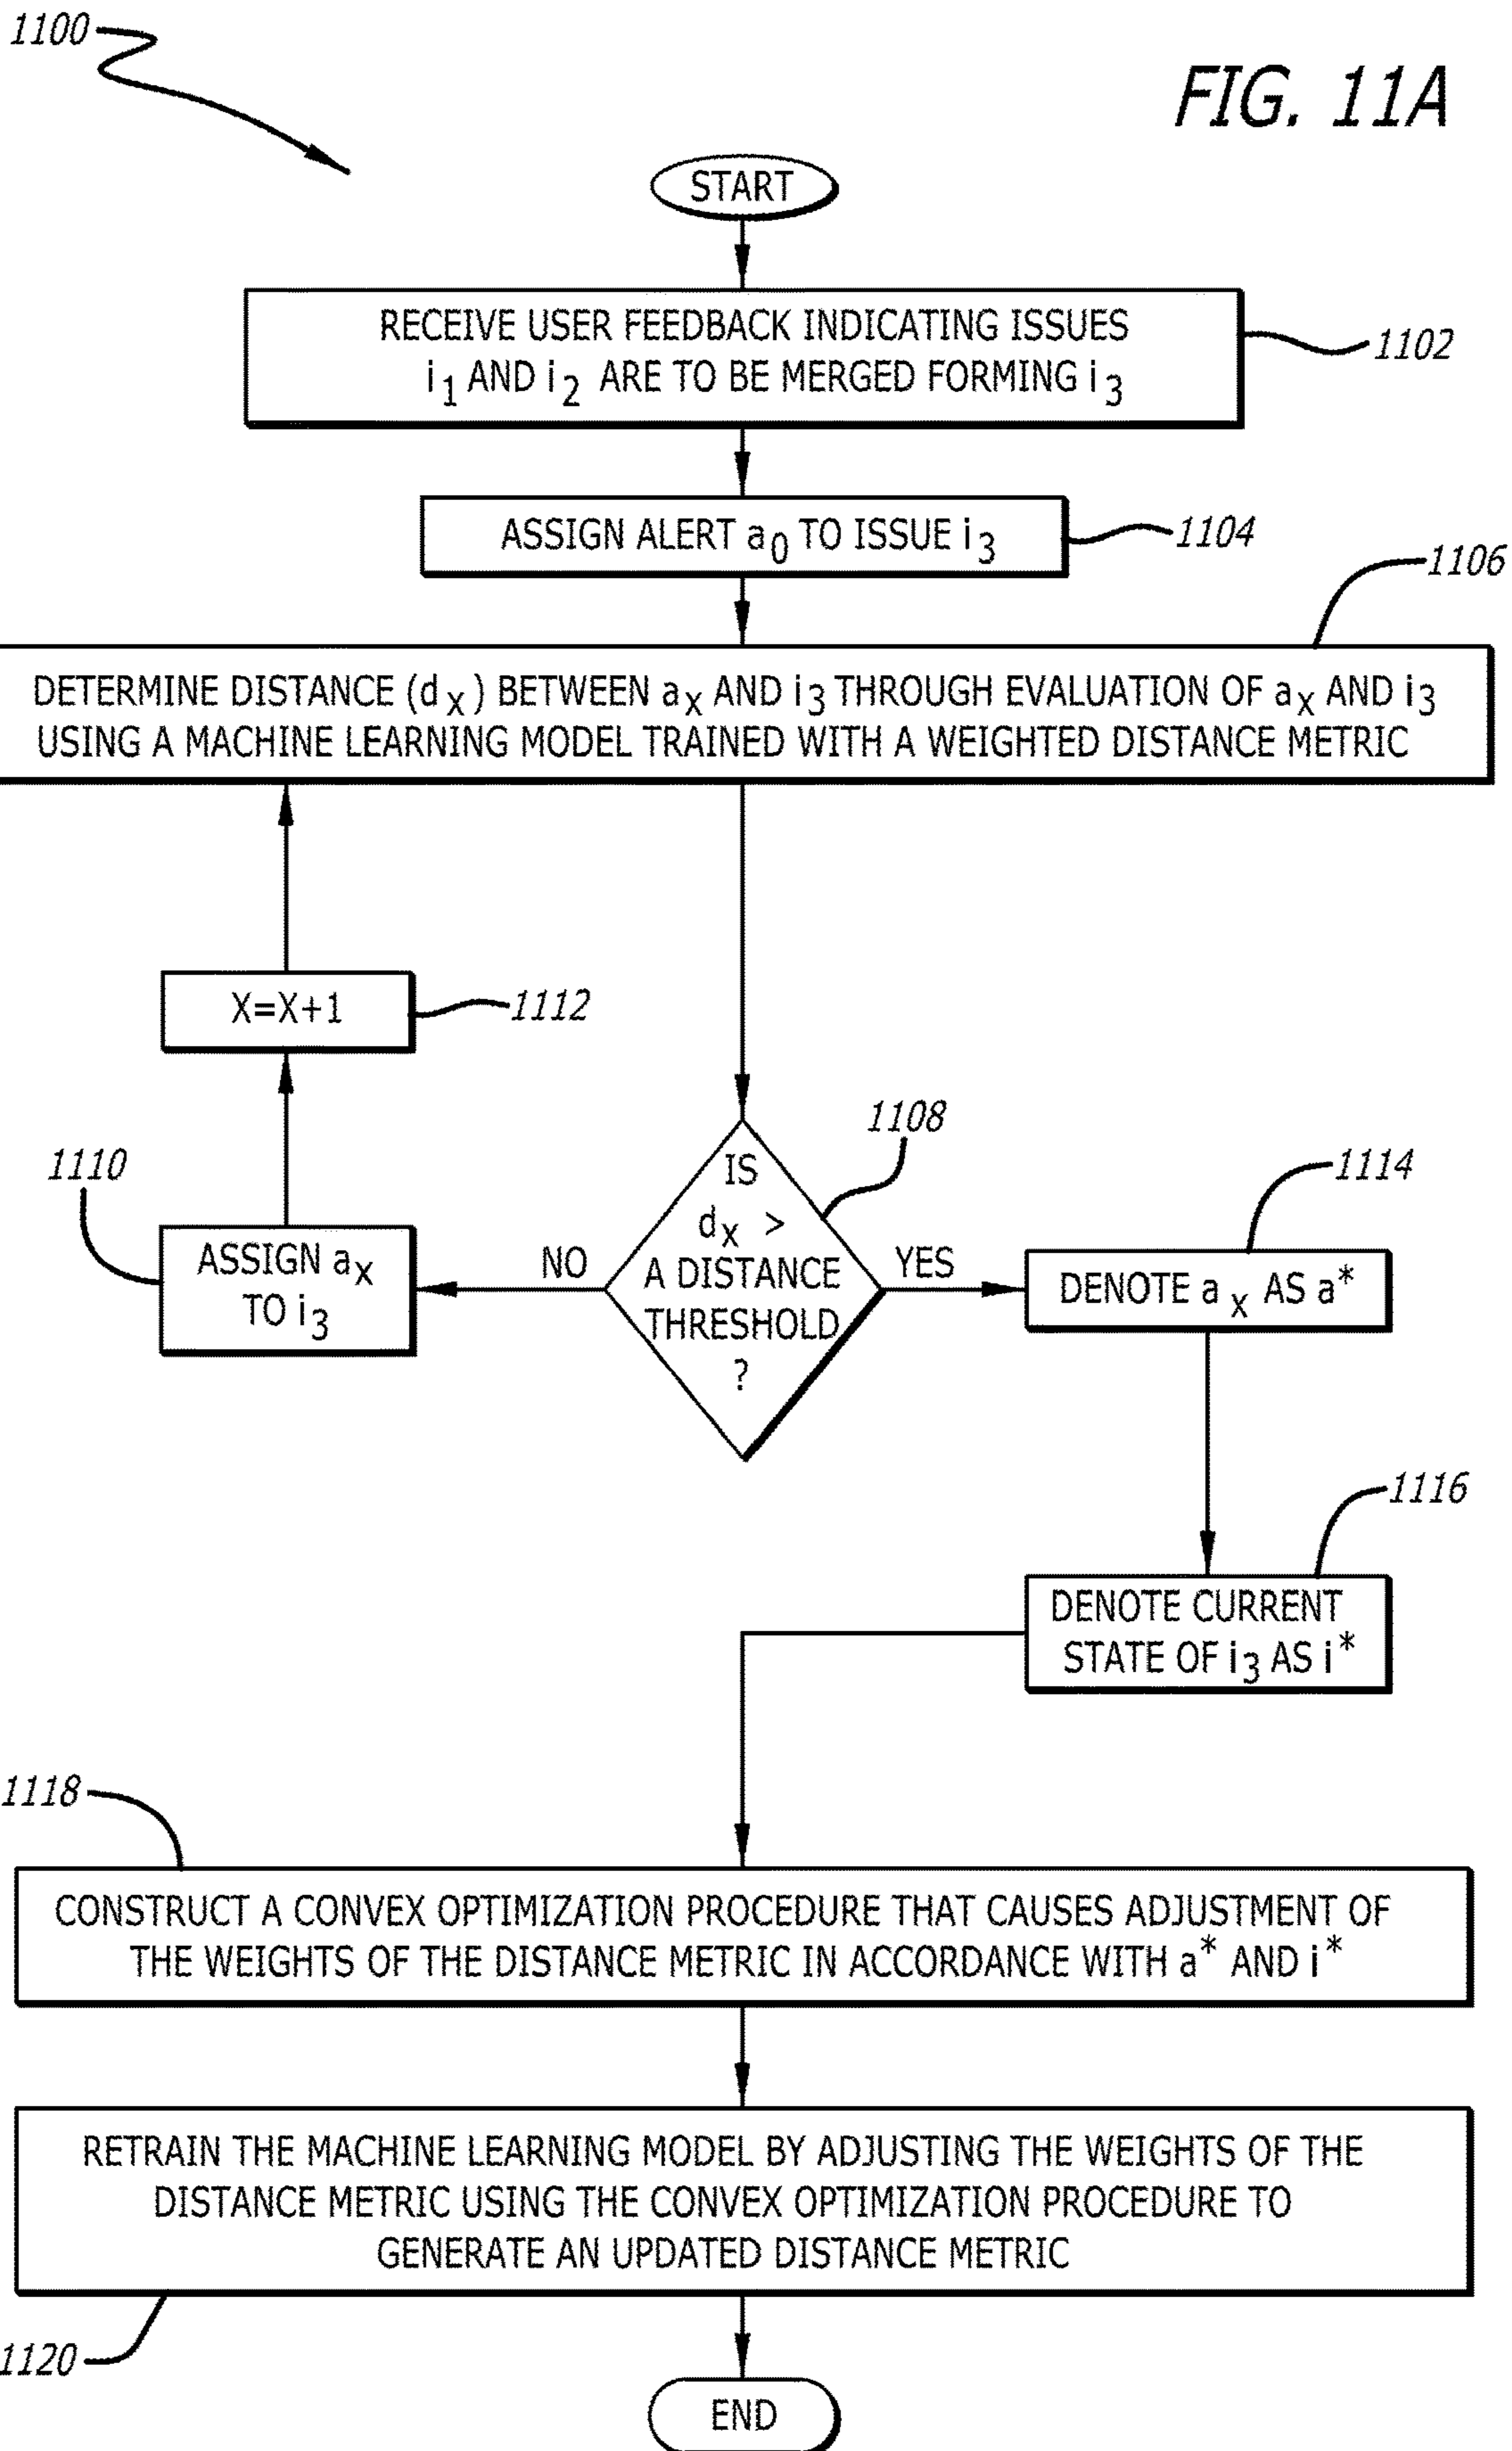 1100
FIG. 11A
START
RECEIVE USER FEEDBACK INDICATING ISSUES
i1 AND i2 ARE TO BE MERGED FORMING i3
1102
ASSIGN ALERT a0 TO ISSUE i3
1104
1106
DETERMINE DISTANCE (dx) BETWEEN ax AND i3 THROUGH EVALUATION OF ax AND i3
USING A MACHINE LEARNING MODEL TRAINED WITH A WEIGHTED DISTANCE METRIC
X=X+1
1112
1108
IS
dx >
A DISTANCE
THRESHOLD
?
NO
YES
1110
ASSIGN ax
TO i3
1114
DENOTE ax AS a*
1116
DENOTE CURRENT
STATE OF i3 AS i*
1118
CONSTRUCT A CONVEX OPTIMIZATION PROCEDURE THAT CAUSES ADJUSTMENT OF
THE WEIGHTS OF THE DISTANCE METRIC IN ACCORDANCE WITH a* AND i*
RETRAIN THE MACHINE LEARNING MODEL BY ADJUSTING THE WEIGHTS OF THE
DISTANCE METRIC USING THE CONVEX OPTIMIZATION PROCEDURE TO
GENERATE AN UPDATED DISTANCE METRIC
1120
END